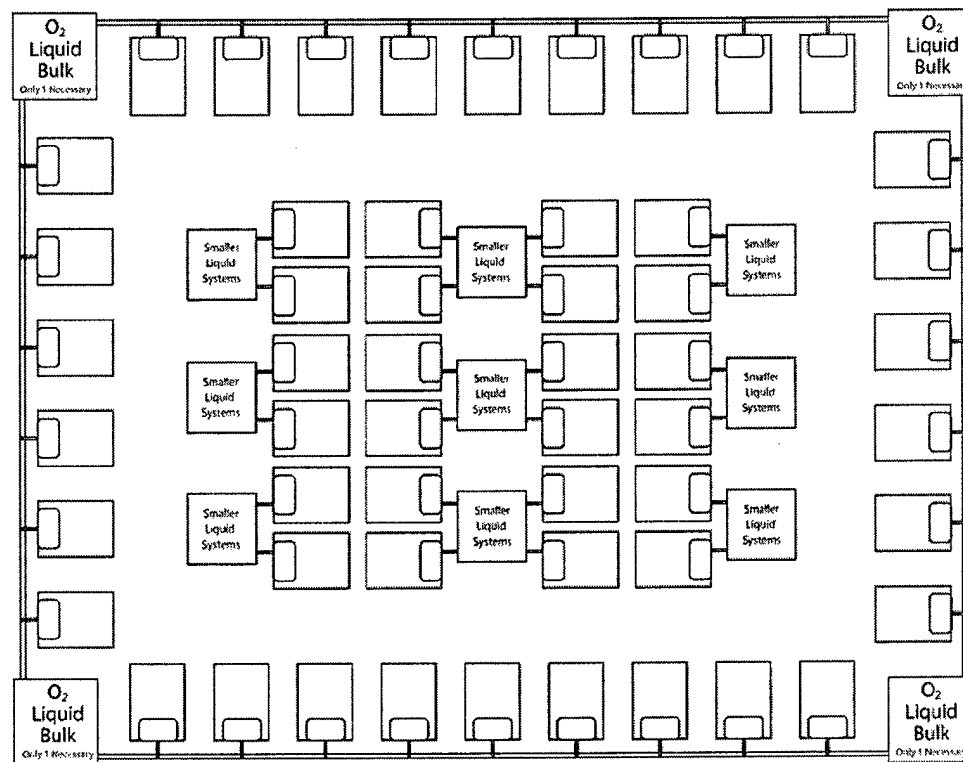 O₂
Liquid
Bulk
Only 1 Necessary
O₂
Liquid
Bulk
Only 1 Necessary
Smaller
Liquid
Systems
Smaller
Liquid
Systems
Smaller
Liquid
Systems
Smaller
Liquid
Systems
Smaller
Liquid
Systems
Smaller
Liquid
Systems
Smaller
Liquid
Systems
Smaller
Liquid
Systems
Smaller
Liquid
Systems
O₂
Liquid
Bulk
Only 1 Necessary
O₂
Liquid
Bulk
Only 1 Necessary